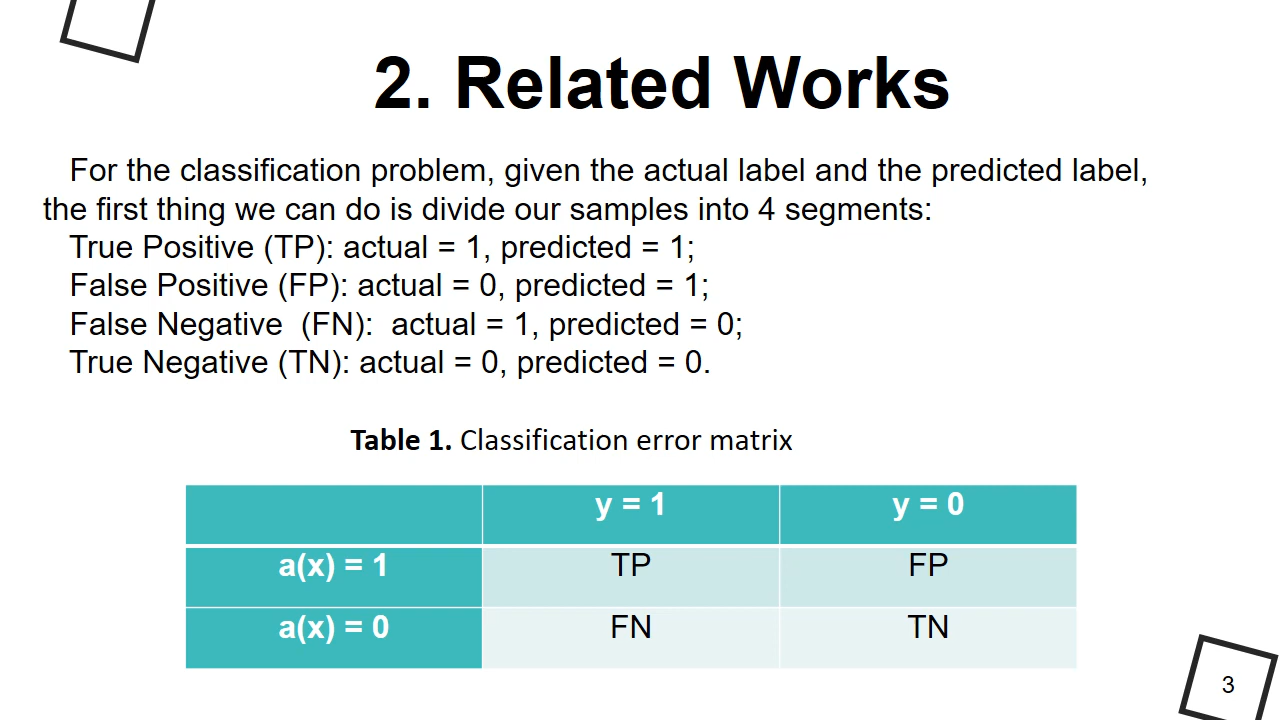 2. Related Works
For the classification problem, given the actual label and the predicted label,
the first thing we can do is divide our samples into 4 segments:
True Positive (TP): actual = 1, predicted = 1;
False Positive (FP): actual = 0, predicted = 1;
False Negative  (FN):  actual = 1, predicted = 0;
True Negative (TN): actual = 0, predicted = 0.
Table 1. Classification error matrix
y = 1 y = 0
a(x) = 1 TP FP
a(x) = 0 FN TN
3